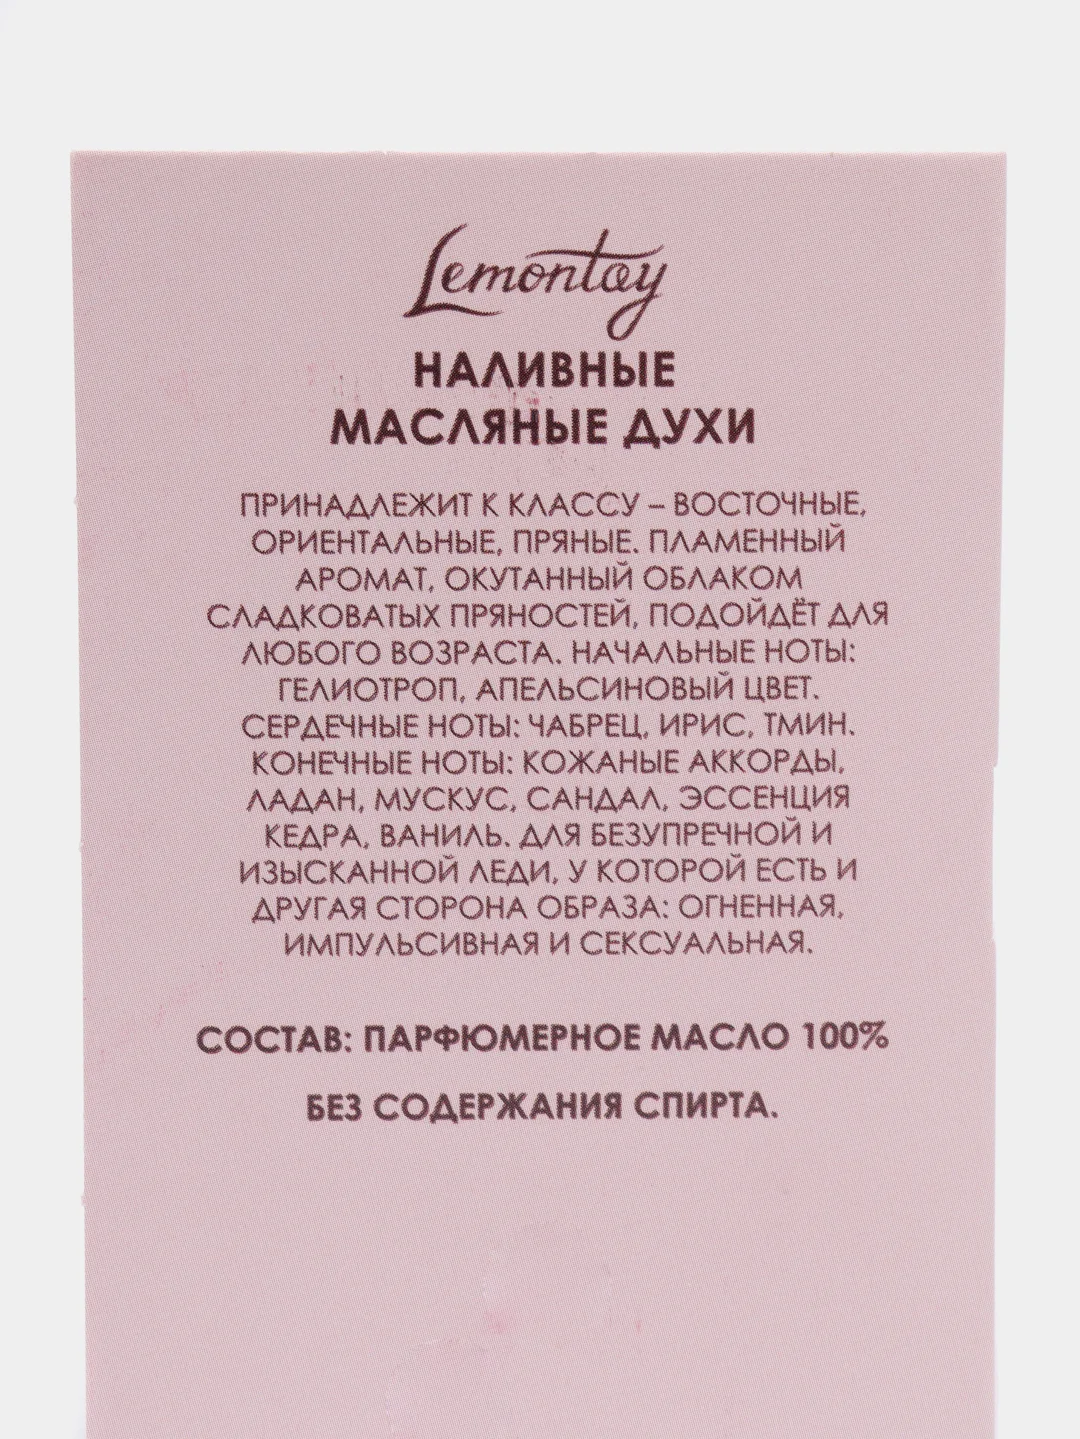 Lemontay
НАЛИВНЫЕ
МАСЛЯНЫЕ ДУХИ
ПРИНАДЛЕЖИТ К КЛАССУ – ВОСТОЧНЫЕ,
ОРИЕНТАЛЬНЫЕ, ПРЯНЫЕ. ПЛАМЕННЫЙ
АРОМАТ, ОКУТАННЫЙ ОБЛАКОМ
СЛАДКОВАТЫХ ПРЯНОСТЕЙ, ПОДОЙДЁТ ДЛЯ
ЛЮБОГО ВОЗРАСТА. НАЧАЛЬНЫЕ НОТЫ:
ГЕЛИОТРОП, АПЕЛЬСИНОВЫЙ ЦВЕТ.
СЕРДЕЧНЫЕ НОТЫ: ЧАБРЕЦ, ИРИС, ТМИН.
КОНЕЧНЫЕ НОТЫ: КОЖАНЫЕ АККОРДЫ,
ЛАДАН, МУСКУС, САНДАЛ, ЭССЕНЦИЯ
КЕДРА, ВАНИЛЬ. ДЛЯ БЕЗУПРЕЧНОЙ И
ИЗЫСКАННОЙ ЛЕДИ, У КОТОРОЙ ЕСТЬ И
ДРУГАЯ СТОРОНА ОБРАЗА: ОГНЕННАЯ,
ИМПУЛЬСИВНАЯ И СЕКСУАЛЬНАЯ.
СОСТАВ: ПАРФЮМЕРНОЕ МАСЛО 100%
БЕЗ СОДЕРЖАНИЯ СПИРТА.